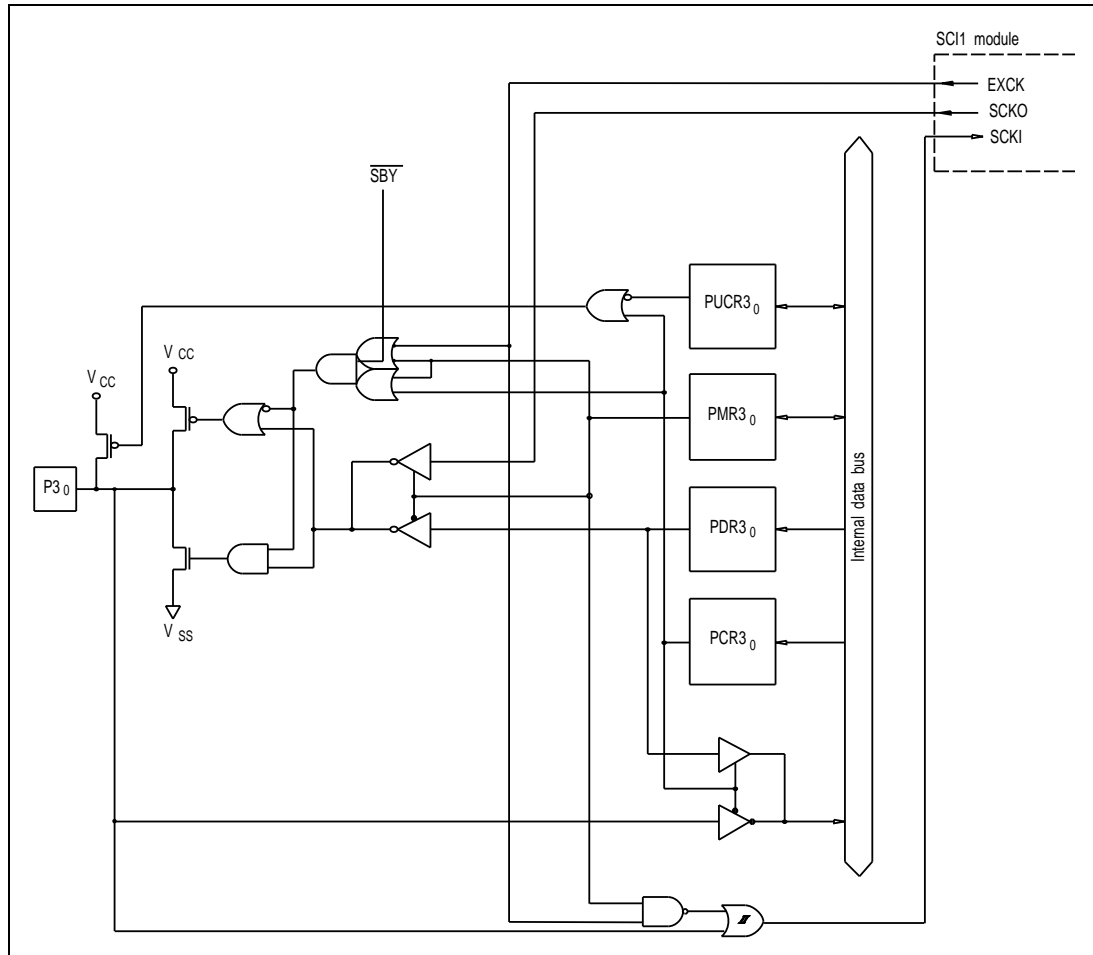 SCI1 module
EXCK
SCKO
SCKI
SBY
PUCR3 0
V CC
V CC
PMR3 0
P3 0
PDR3 0
Internal data bus
V SS
PCR3 0